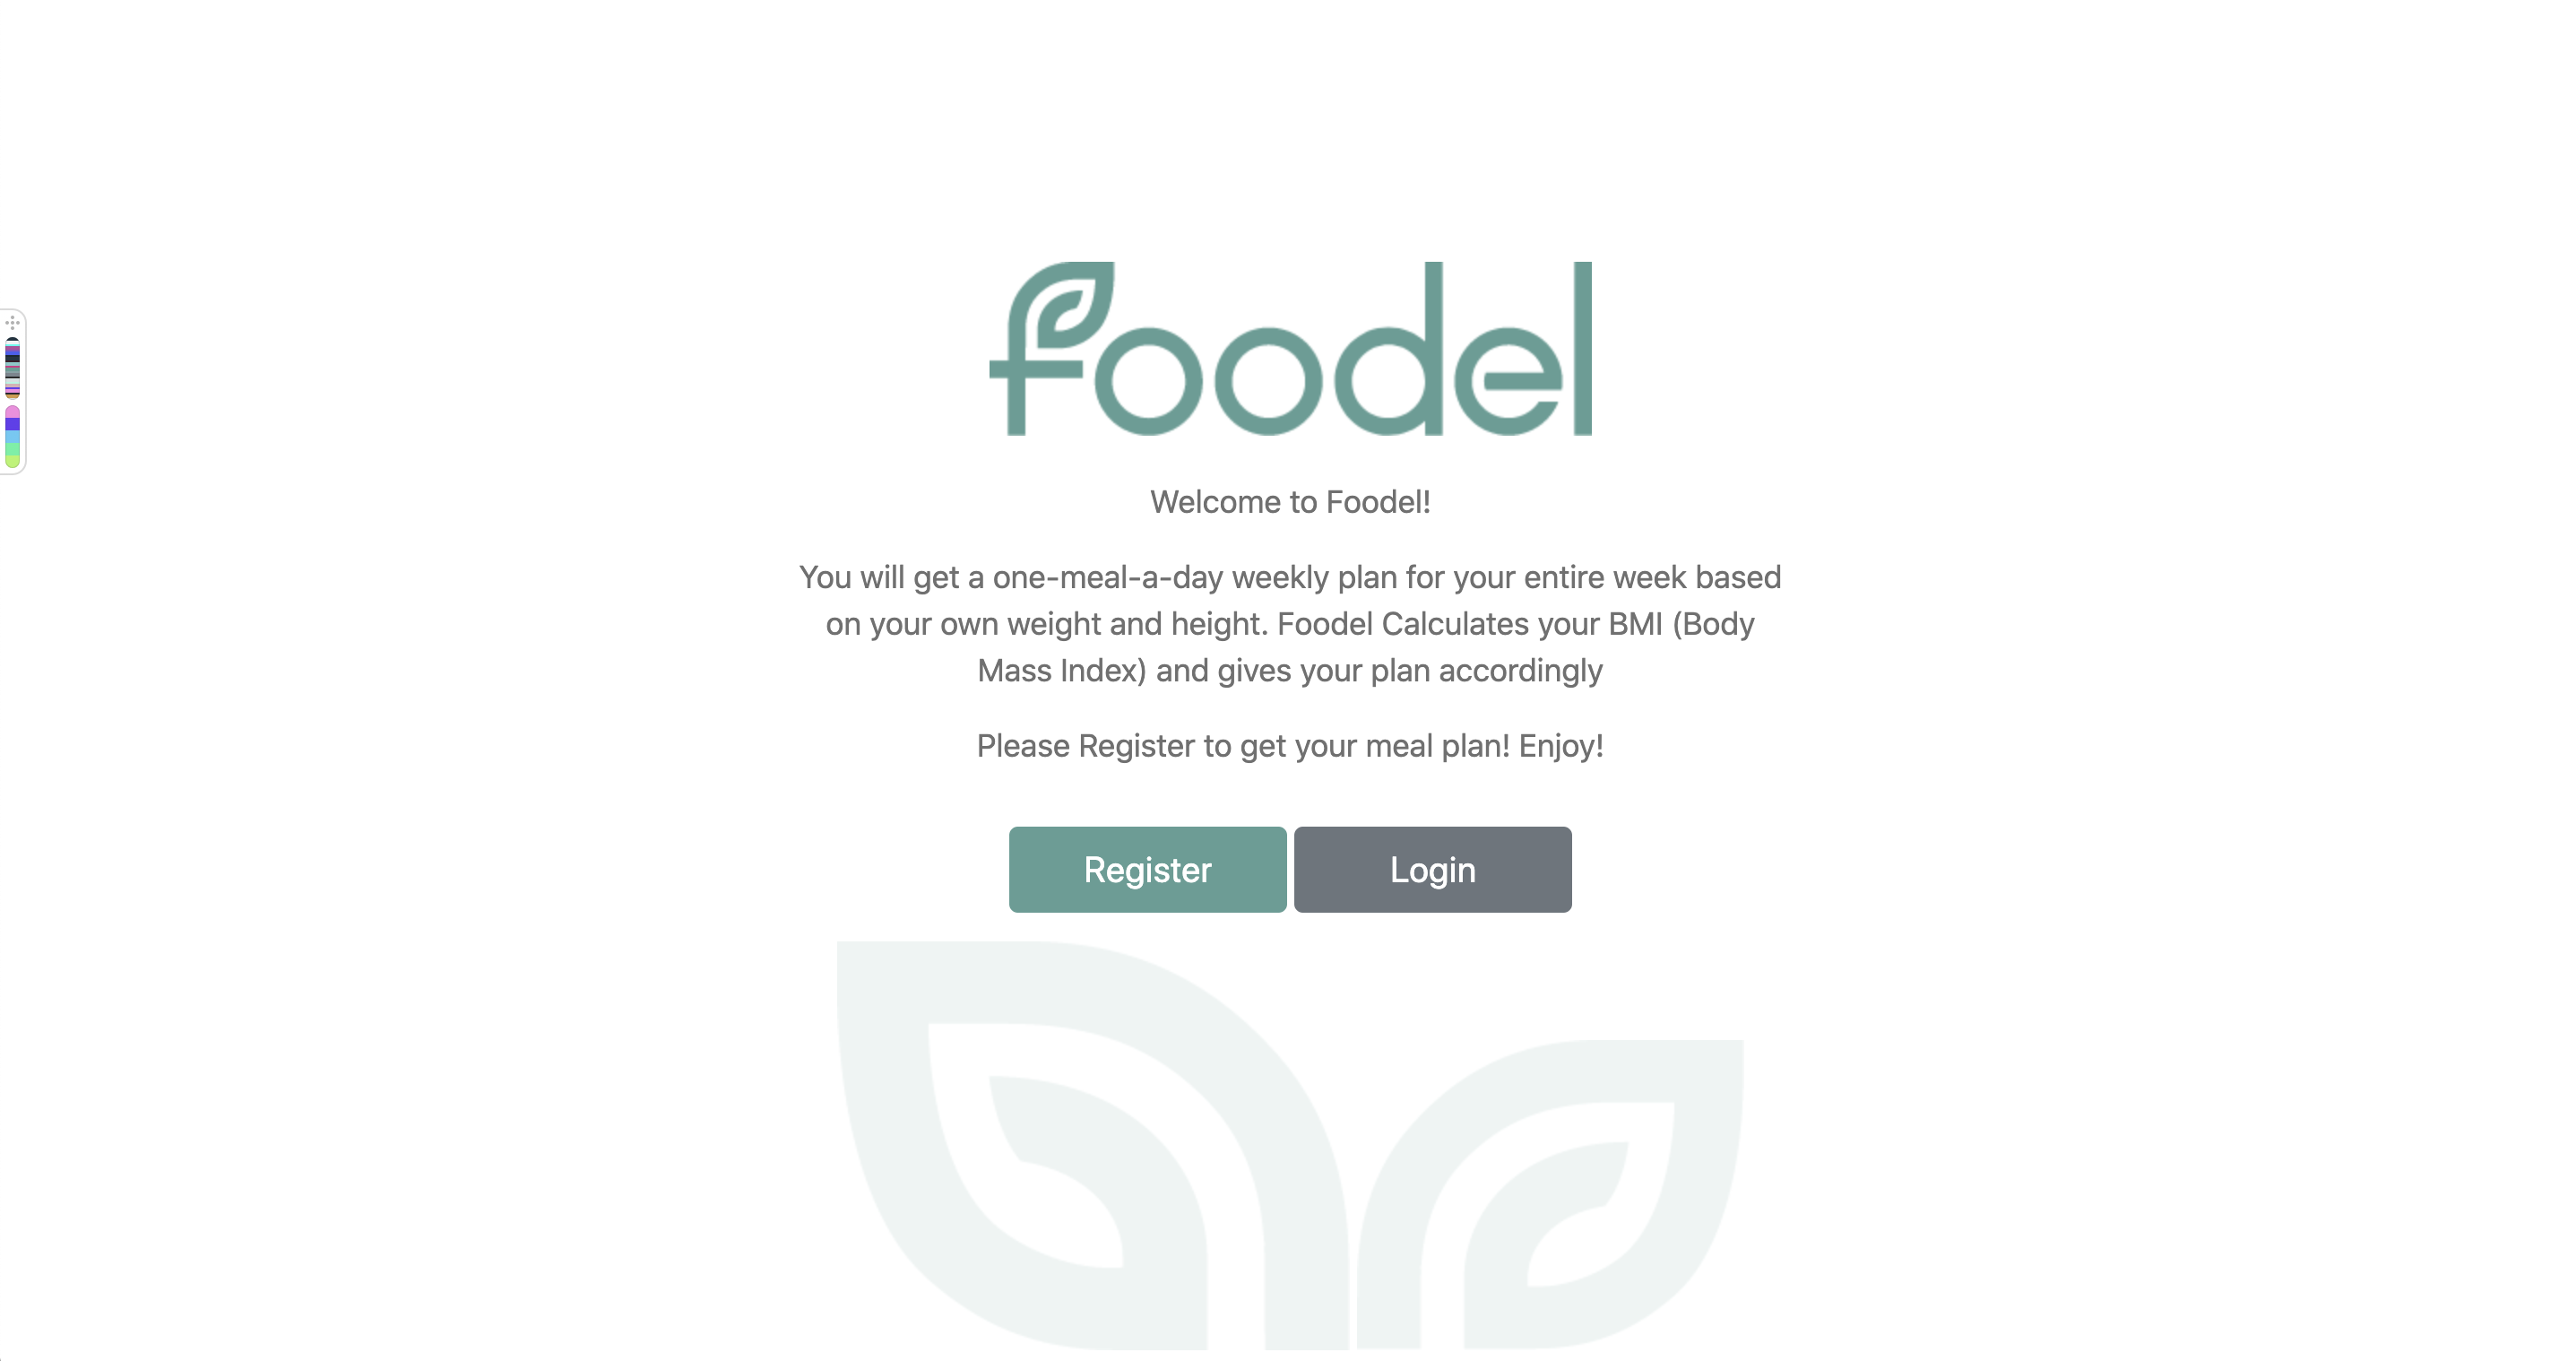 foodel
Welcome to Foodel!
You will get a one-meal-a-day weekly plan for your entire week based
on your own weight and height. Foodel Calculates your BMI (Body
Mass Index) and gives your plan accordingly
Please Register to get your meal plan! Enjoy!
Register
Login